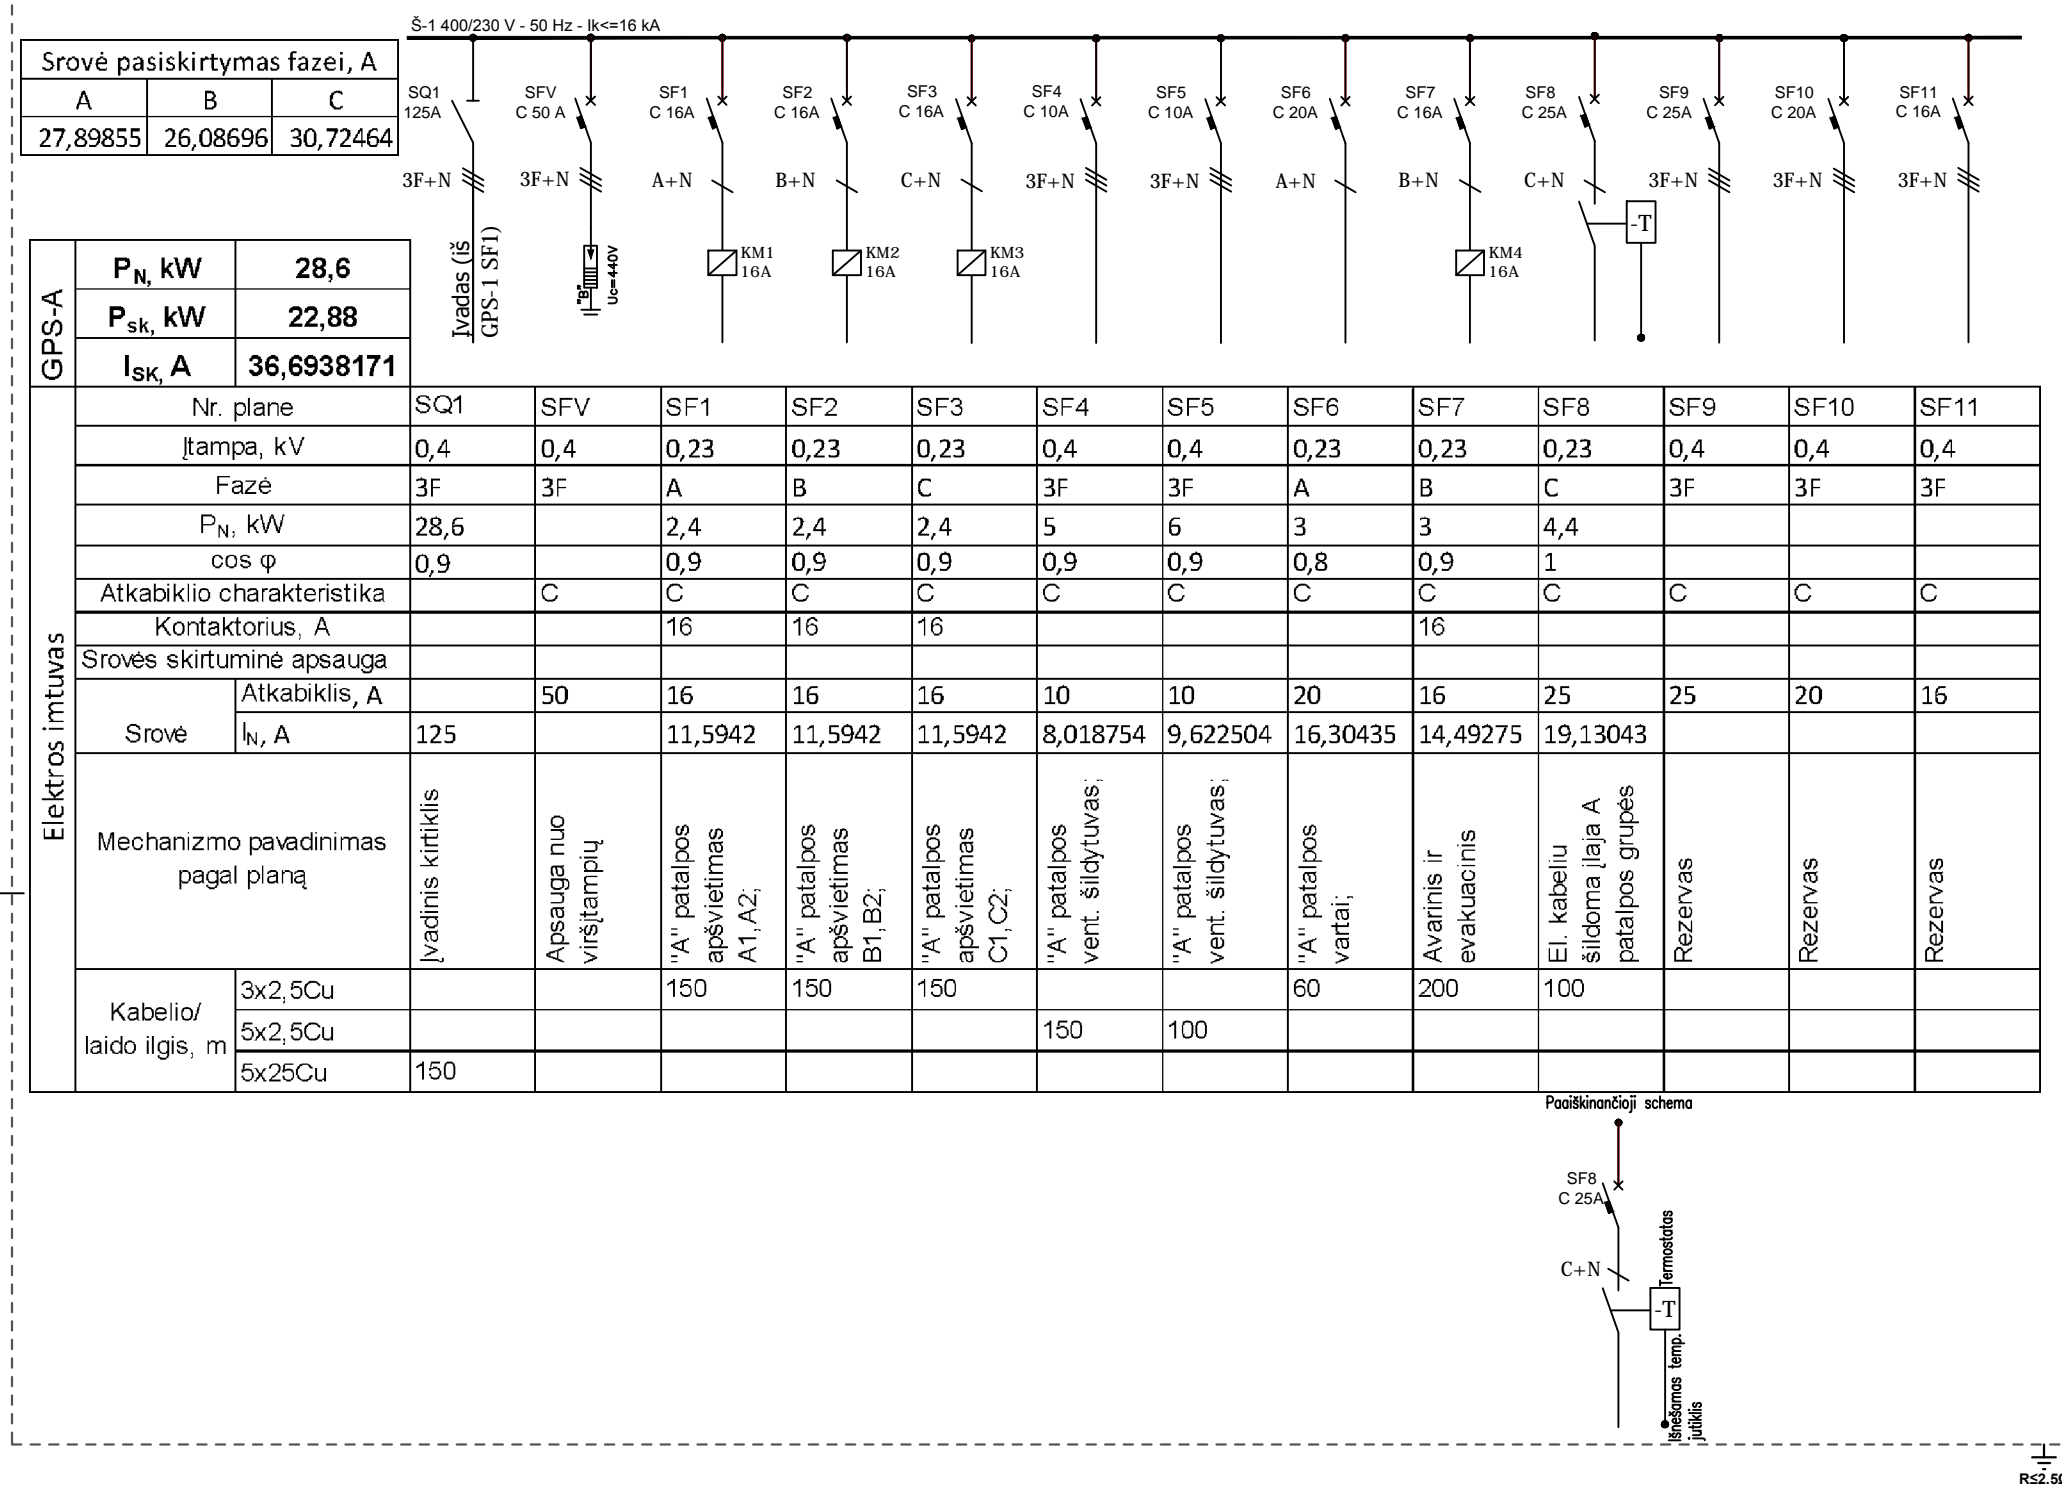 Š-1 400/230 V - 50 Hz - Ik<=16 kA
Srovė pasiskirtymas fazei, A
A B C
27,89855 26,08696 30,72464
SQ1 SFV SF1 SF2 SF3 SF4 SF5 SF6 SF7 SF8 SF9 SF10 SF11
125A C 50 A C 16A C 16A C 16A C 10A C 10A C 20A C 16A C 25A C 25A C 20A C 16A
3F+N 3F+N A+N B+N C+N 3F+N 3F+N A+N B+N C+N 3F+N 3F+N 3F+N
-T
Įvadas (iš
GPS-1 SF1)
"B"
Uc=440V
KM1
16A
KM2
16A
KM3
16A
KM4
16A
GPS-A
PN, kW 28,6
Psk, kW 22,88
ISK, A 36,6938171
Elektros imtuvas
Nr. plane SQ1 SFV SF1 SF2 SF3 SF4 SF5 SF6 SF7 SF8 SF9 SF10 SF11
Įtampa, kV 0,4 0,4 0,23 0,23 0,23 0,4 0,4 0,23 0,23 0,23 0,4 0,4 0,4
Fazė 3F 3F A B C 3F 3F A B C 3F 3F 3F
PN, kW 28,6 2,4 2,4 2,4 5 6 3 3 4,4
cos φ 0,9 0,9 0,9 0,9 0,9 0,9 0,8 0,9 1
Atkabiklio charakteristika C C C C C C C C C C C C
Kontaktorius, A 16 16 16 16
Srovės skirtuminė apsauga
Srovė
Atkabiklis, A 50 16 16 16 10 10 20 16 25 25 20 16
IN, A 125 11,5942 11,5942 11,5942 8,018754 9,622504 16,30435 14,49275 19,13043
Mechanizmo pavadinimas
pagal planą
Įvadinis kirtiklis
Apsauga nuo
viršįtampių
"A" patalpos
apšvietimas
A1, A2;
"A" patalpos
apšvietimas
B1, B2;
"A" patalpos
apšvietimas
C1, C2;
"A" patalpos
vent. šildytuvas;
"A" patalpos
vent. šildytuvas;
"A" patalpos
vartai;
Avarinis ir
evakuacinis
El. kabeliu
šildoma įlaja A
patalpos grupės
Rezervas
Rezervas
Rezervas
Kabelio/
laido ilgis, m
3x2,5Cu 150 150 150 60 200 100
5x2,5Cu 150 100
5x25Cu 150
Paaiškinančioji schema
SF8
C 25A
C+N
-T
Termostatas
Išnešamas temp.
jutiklis
R≤2.5Ω